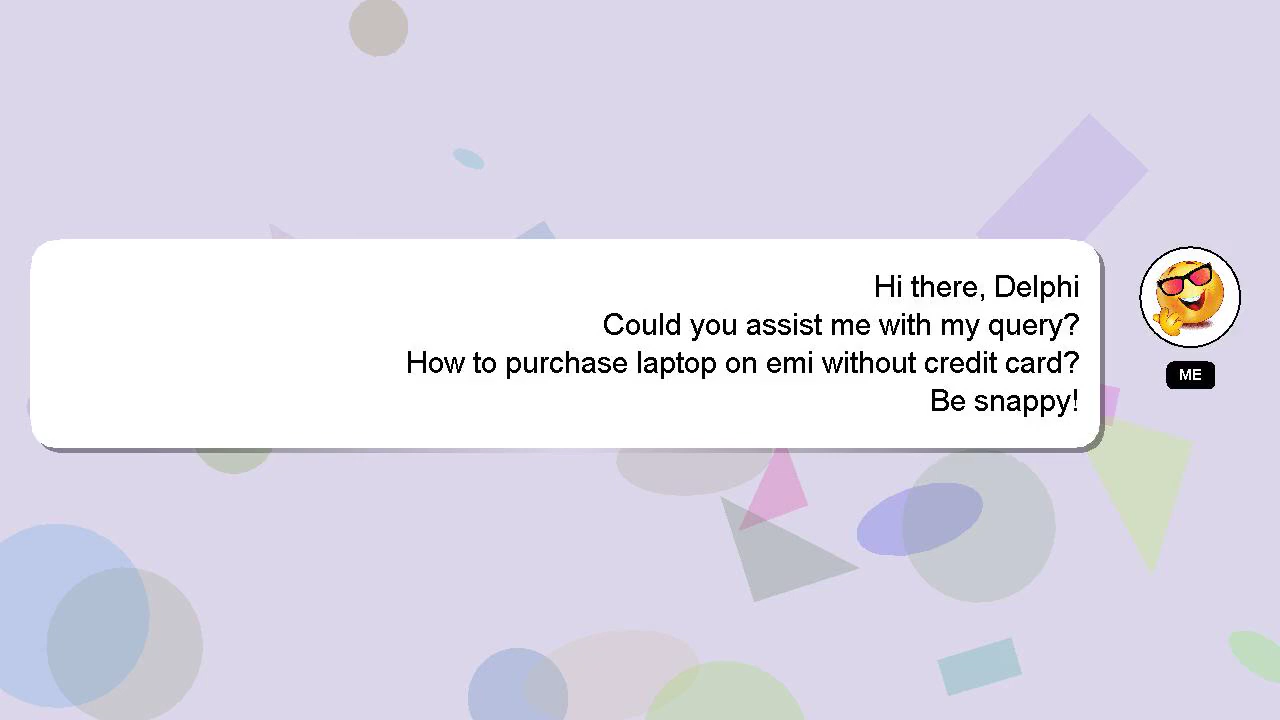 Hi there, Delphi
Could you assist me with my query?
How to purchase laptop on emi without credit card?
Be snappy!
ME